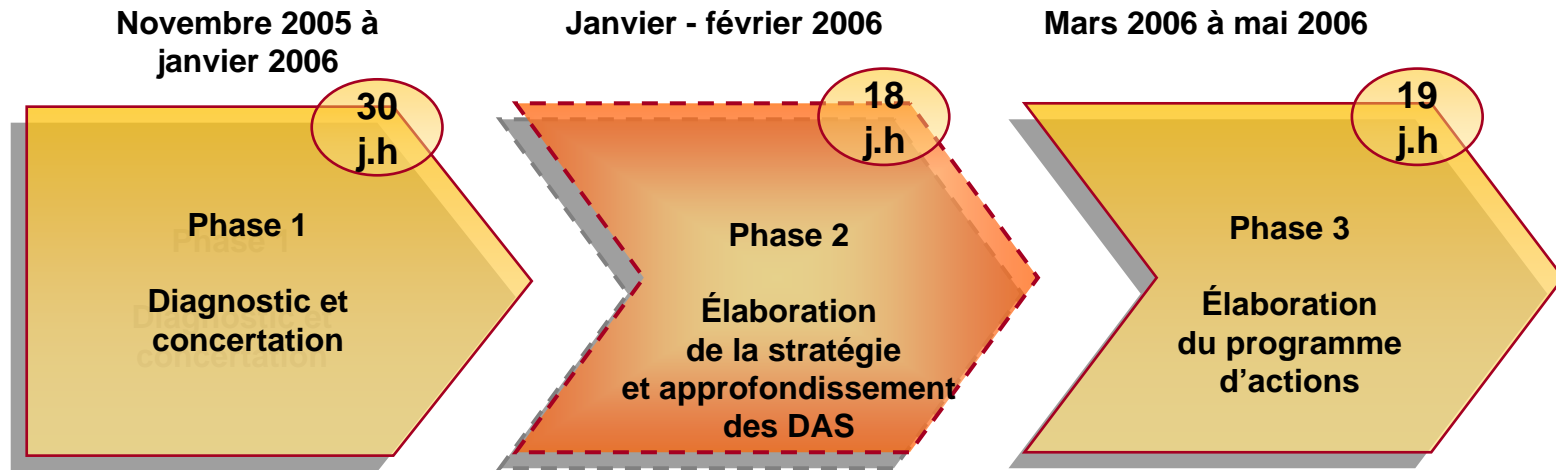 Novembre 2005 à
janvier 2006
30
j.h
Phase 1
Diagnostic et
concertation
Janvier - février 2006
18
j.h
Phase 2
Élaboration
de la stratégie
et approfondissement
des DAS
Mars 2006 à mai 2006
19
j.h
Phase 3
Élaboration
du programme
d’actions